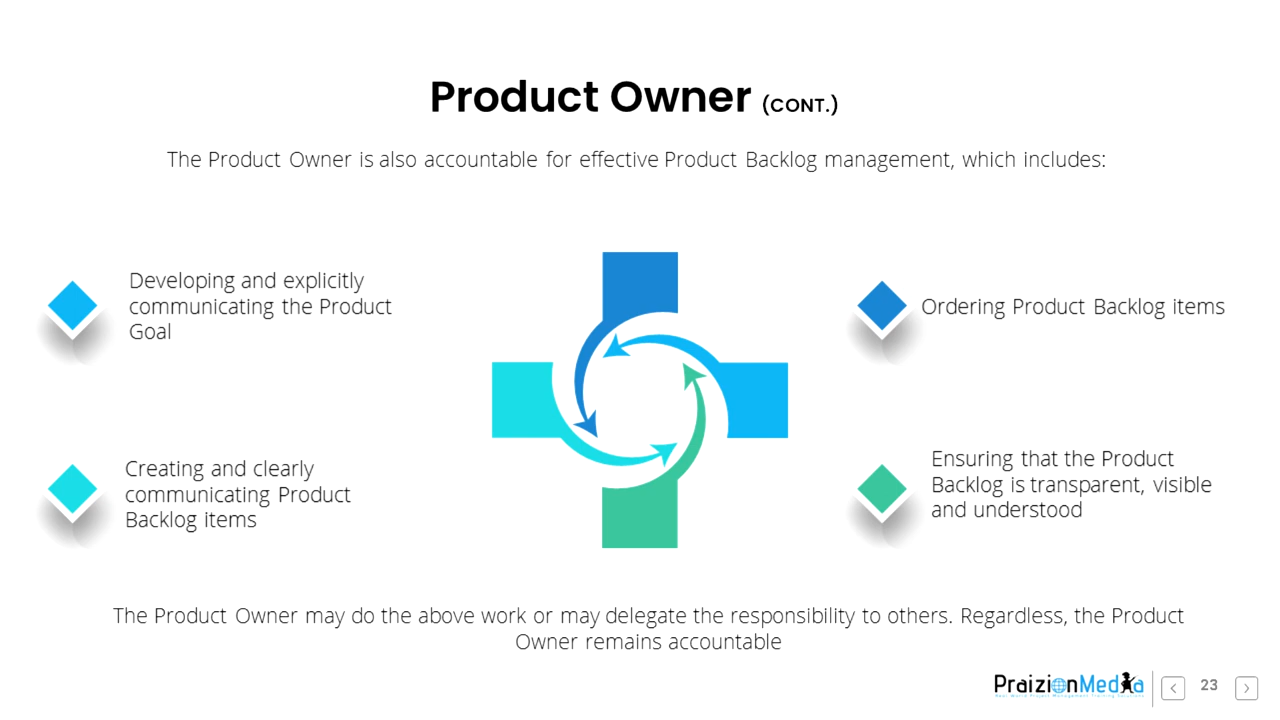 Product Owner (CONT.)
The Product Owner is also accountable for effective Product Backlog management, which includes:
Developing and explicitly
communicating the Product
Goal
Ordering Product Backlog items
Creating and clearly
communicating Product
Backlog items
Ensuring that the Product
Backlog is transparent, visible
and understood
The Product Owner may do the above work or may delegate the responsibility to others. Regardless, the Product
Owner remains accountable
PraizionMedia
23